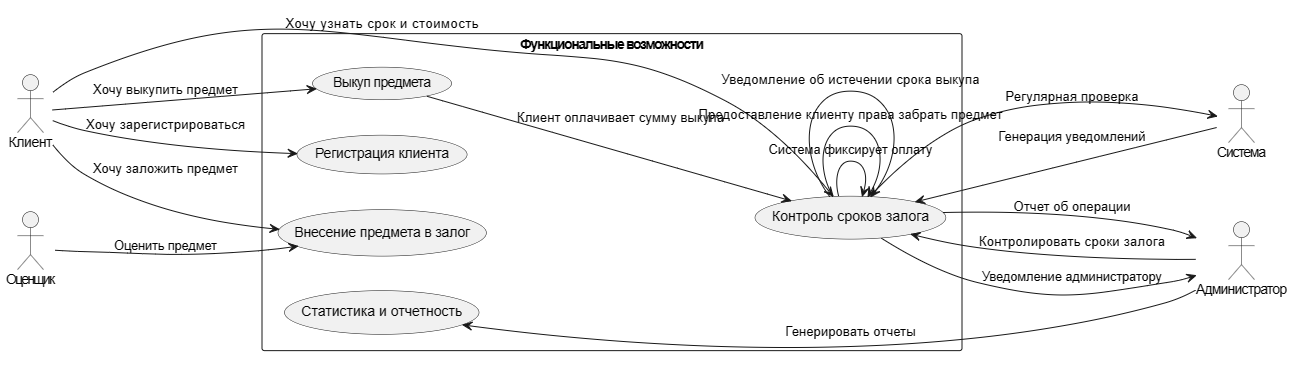 Хочу узнать срок и стоимость
Функциональные возможности
Хочу выкупить предмет
Выкуп предмета
Уведомление об истечении срока выкупа
Регулярная проверка
Клиент оплачивает сумму выкупа
Предоставление клиенту права забрать предмет
Хочу зарегистрироваться
Клиент
Регистрация клиента
Система фиксирует оплату
Генерация уведомлений
Система
Хочу заложить предмет
Внесение предмета в залог
Контроль сроков залога
Отчет об операции
Оценить предмет
Контролировать сроки залога
Оценщик
Уведомление администратору
Администратор
Статистика и отчетность
Генерировать отчеты